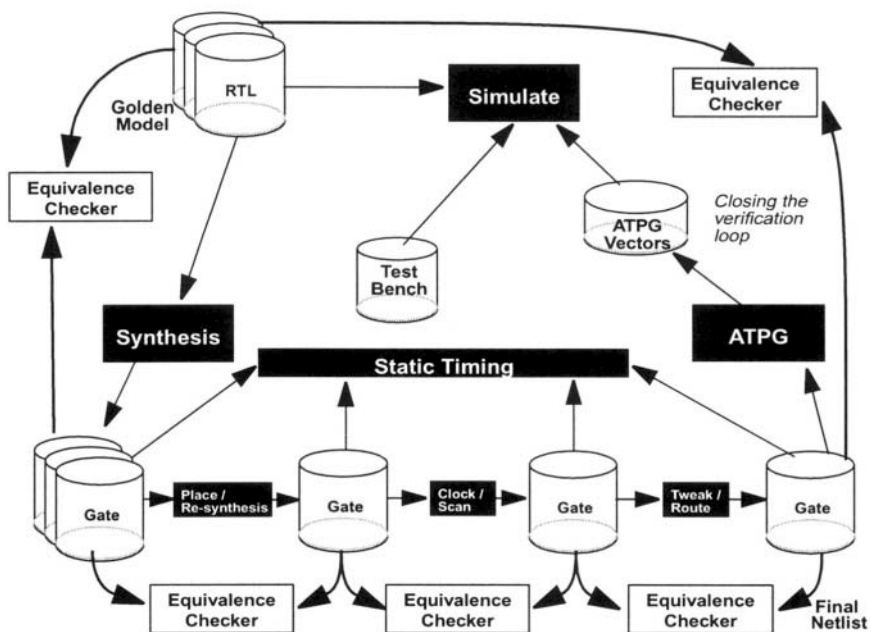 RTL
Golden
Model
Simulate
Equivalence
Checker
Equivalence
Checker
ATPG
Vectors
Closing the
verification
loop
Test
Bench
Synthesis
ATPG
Static Timing
Gate
Place /
Re-synthesis
Gate
Clock /
Scan
Gate
Tweak /
Route
Gate
Equivalence
Checker
Equivalence
Checker
Equivalence
Checker
Final
Netlist